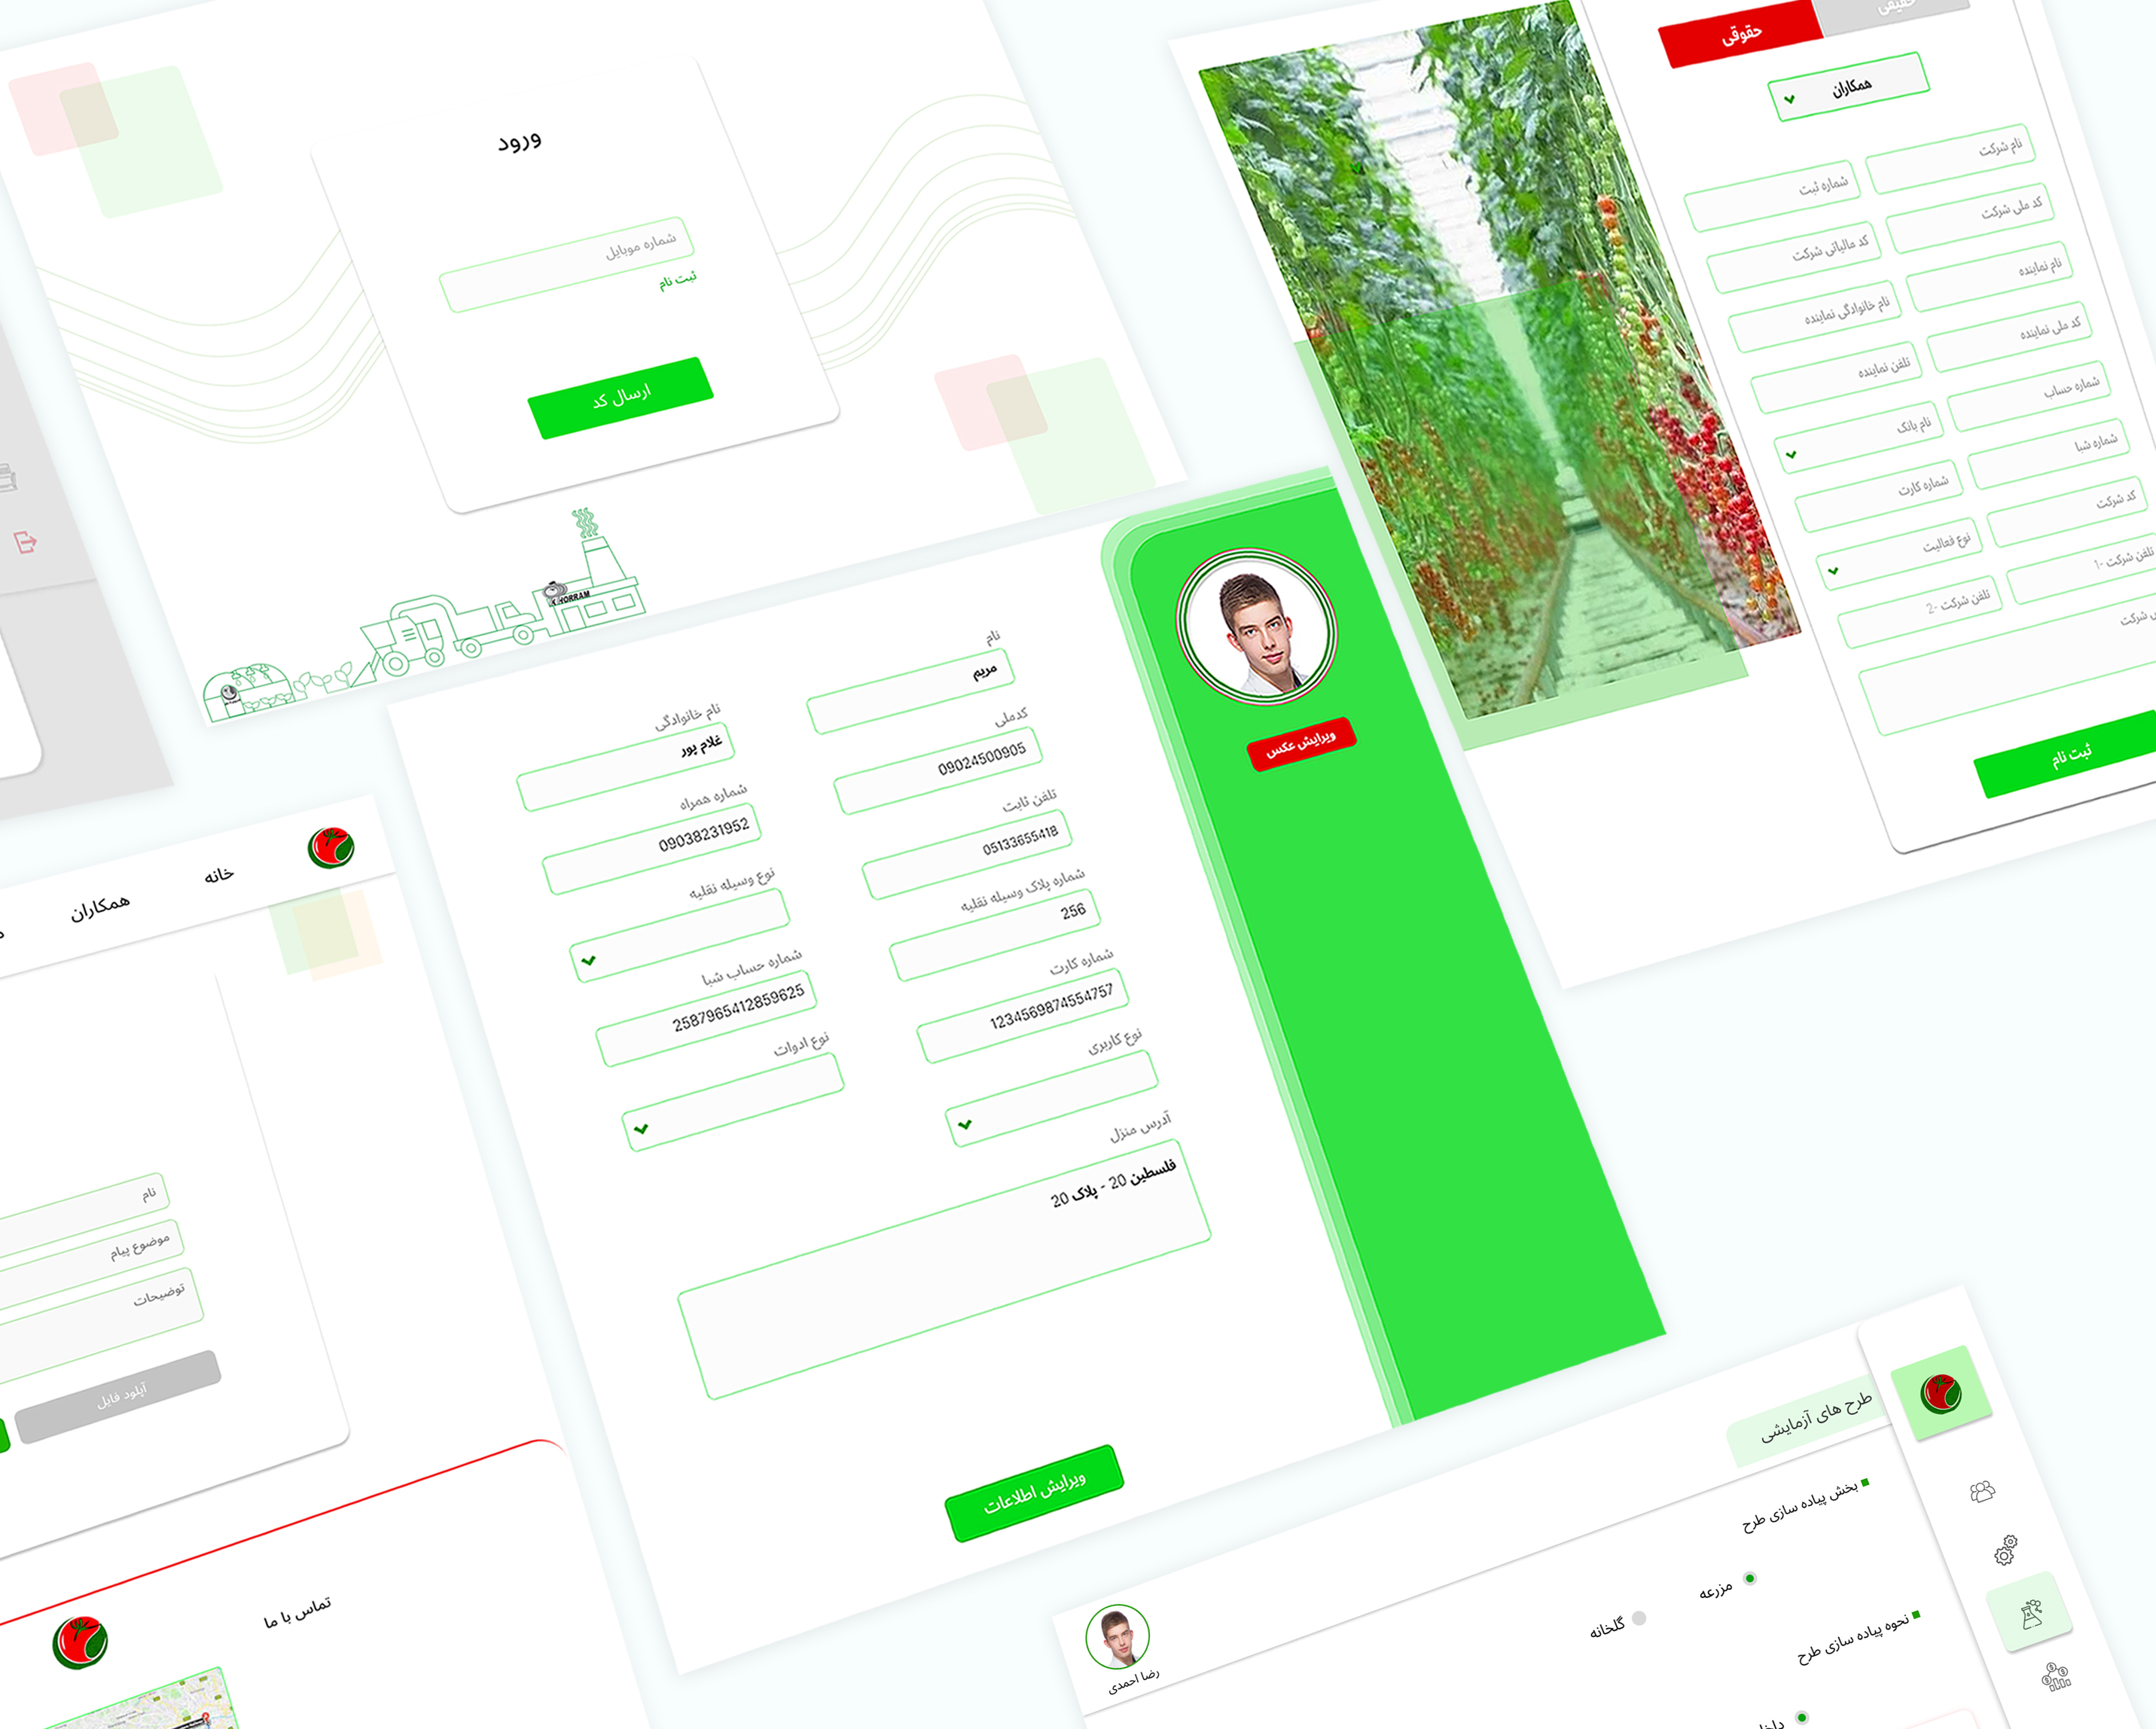 ورود
شماره موبایل
ثبت نام
ارسال کد
KHORRAM
حقوقی
حقیقی
همکاران
نام شرکت
شماره ثبت
کد ملی شرکت
کد مالیاتی شرکت
نام نماینده
نام خانوادگی نماینده
کد ملی نماینده
تلفن نماینده
شماره حساب
نام بانک
شماره شبا
شماره کارت
کد شرکت
نوع فعالیت
تلفن شرکت -1
تلفن شرکت -2
شرکت
ثبت نام
ویرایش عکس
نام
مریم
نام خانوادگی
غلام پور
کدملی
09024500905
شماره همراه
09038231952
تلفن ثابت
05133655418
نوع وسیله نقلیه
شماره پلاک وسیله نقلیه
256
شماره حساب شبا
2587965412859625
شماره کارت
1234569874554757
نوع ادوات
نوع کاربری
آدرس منزل
فلسطین 20 - پلاک 20
ویرایش اطلاعات
خانه
همکاران
نام
موضوع پیام
توضیحات
آپلود فایل
تماس با ما
طرح های آزمایشی
بخش پیاده سازی طرح
مزرعه
گلخانه
نحوه پیاده سازی طرح
رضا احمدی